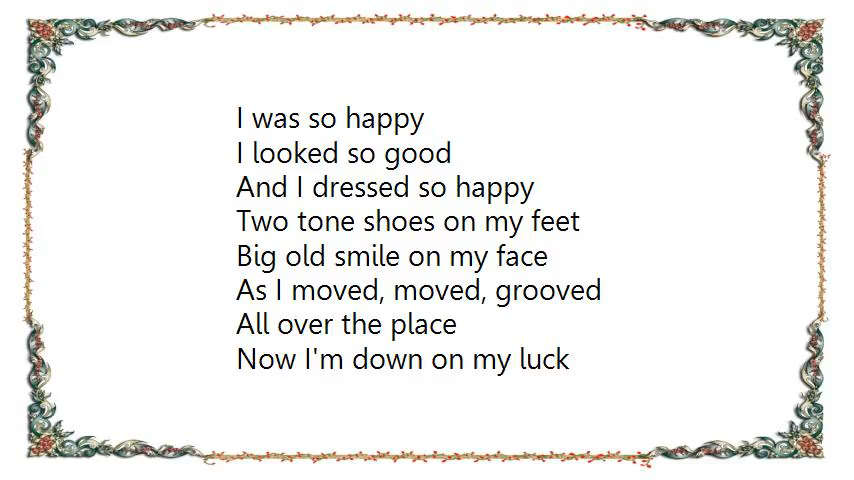 I was so happy
I looked so good
And I dressed so happy
Two tone shoes on my feet
Big old smile on my face
As I moved, moved, grooved
All over the place
Now I'm down on my luck